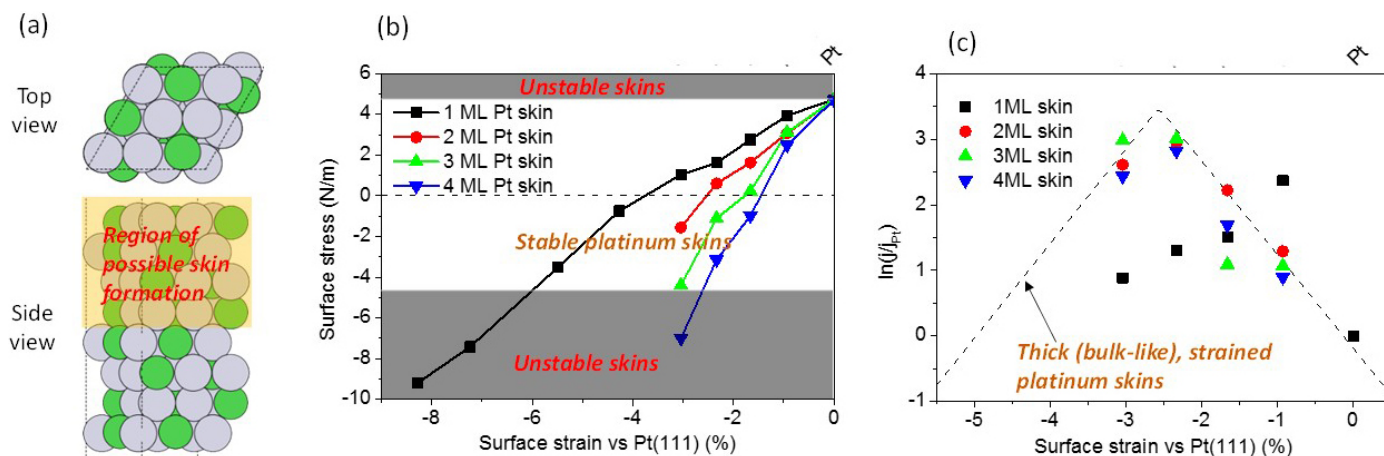 (a)
Top
view
Region of
possible skin
formation
Side
view
(b)
Pt
Unstable skins
1 ML Pt skin
2 ML Pt skin
3 ML Pt skin
4 ML Pt skin
Stable platinum skins
Unstable skins
6
4
2
0
-2
-4
-6
-8
-10
Surface stress (N/m)
-8
-6
-4
-2
0
Surface strain vs Pt(111) (%)
(c)
Pt
1ML skin
2ML skin
3ML skin
4ML skin
Thick (bulk-like), strained
platinum skins
4
3
2
1
0
-1
ln(j/jPt)
-5
-4
-3
-2
-1
0
Surface strain vs Pt(111) (%)